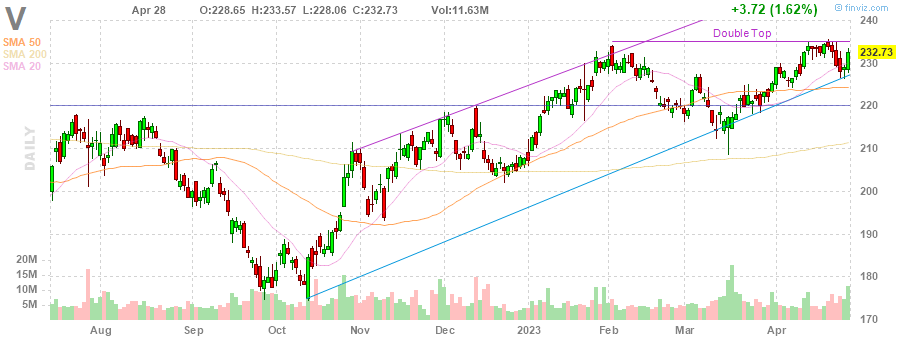 V Apr 28 O:228.65 H:233.57 L:228.06 C:232.73 Vol:11.63M +3.72 (1.62%) © finviz.com
SMA 50
SMA 200
SMA 20
DAILY
Double Top
240
232.73
230
220
210
200
190
180
170
20M
15M
10M
5M
Aug Sep Oct Nov Dec 2023 Feb Mar Apr